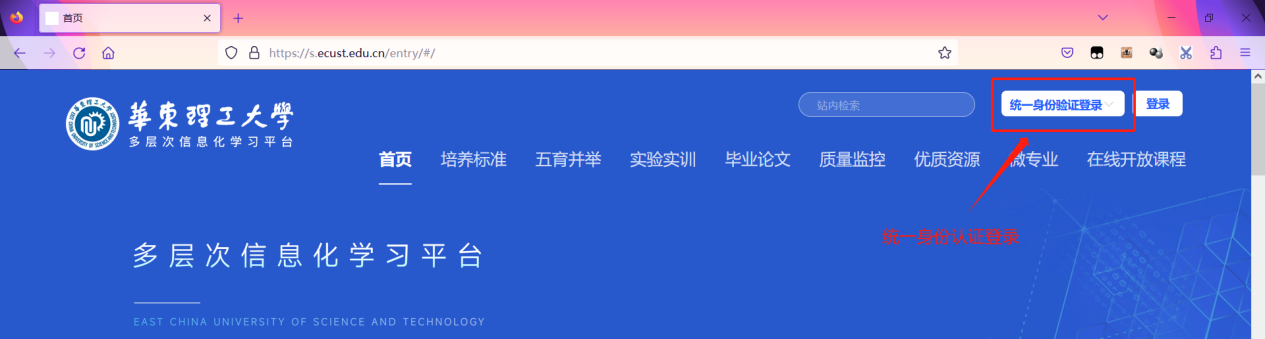 首页
https://s.ecust.edu.cn/entry/#/
華東理工大學
多层次信息化学习平台
站内检索
统一身份验证登录
登录
首页 培养标准 五育并举 实验实训 毕业论文 质量监控 优质资源 微专业 在线开放课程
统一身份认证登录
多层次信息化学习平台
EAST CHINA UNIVERSITY OF SCIENCE AND TECHNOLOGY